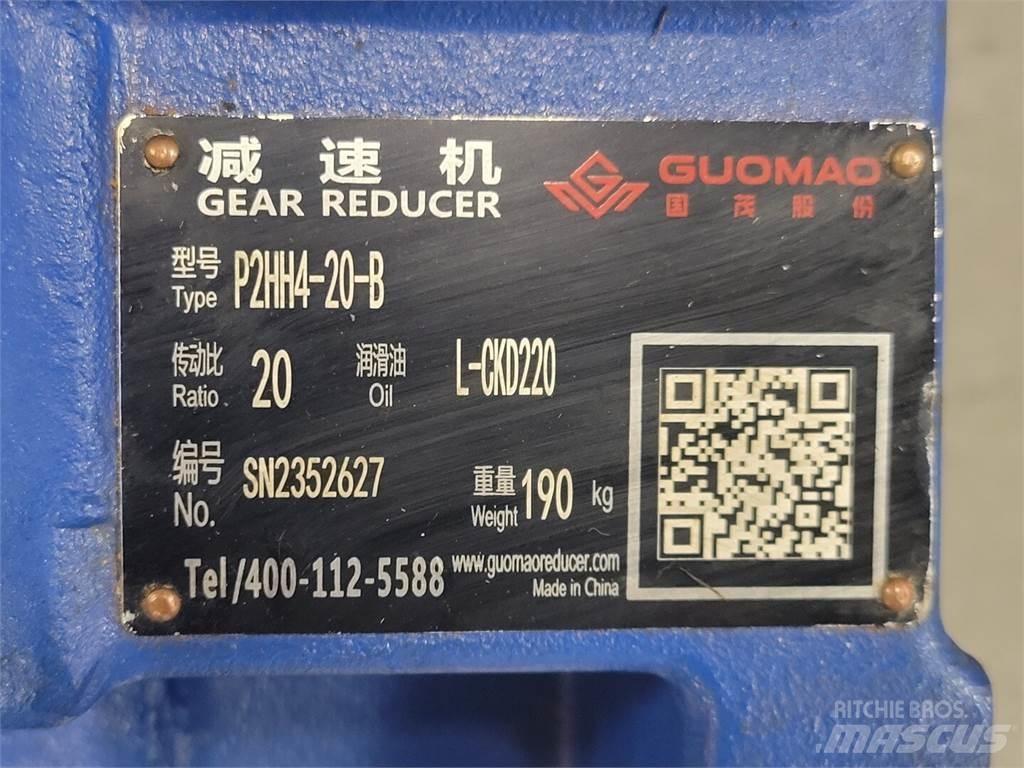 减速机
GEAR REDUCER
GUOMAO
国茂股份
型号
Type P2HH4-20-B
传动比
Ratio 20
润滑油
Oil L-CKD220
编号
No. SN2352627
重量
Weight 190 kg
Tel/400-112-5588
www.guomaoreducer.com
Made in China
RITCHIE BROS.
MASCUS